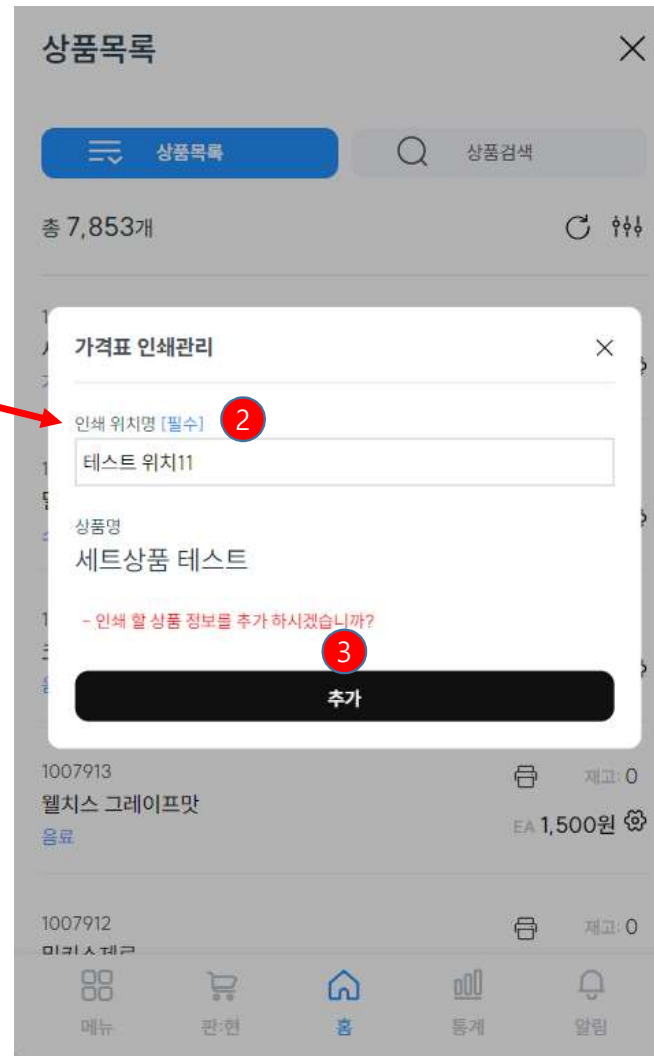 상품목록
상품목록
상품검색
총 7,853개
가격표 인쇄관리
인쇄 위치명 [필수] 2
테스트 위치11
상품명
세트상품 테스트
- 인쇄 할 상품 정보를 추가 하시겠습니까?
3
추가
1007913
재고: 0
웰치스 그레이프맛
EA 1,500원
음료
1007912
재고: 0
메뉴
판:현
홈
통계
알림